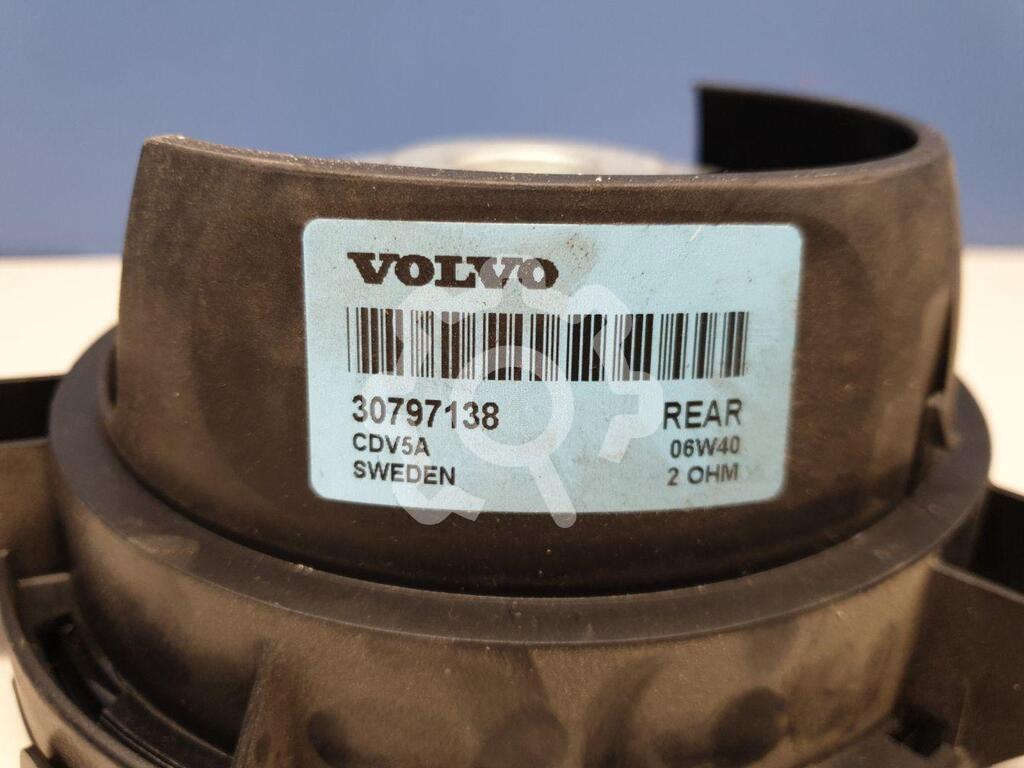 VOLVO
30797138 REAR
CDV5A 06W40
SWEDEN 2 OHM